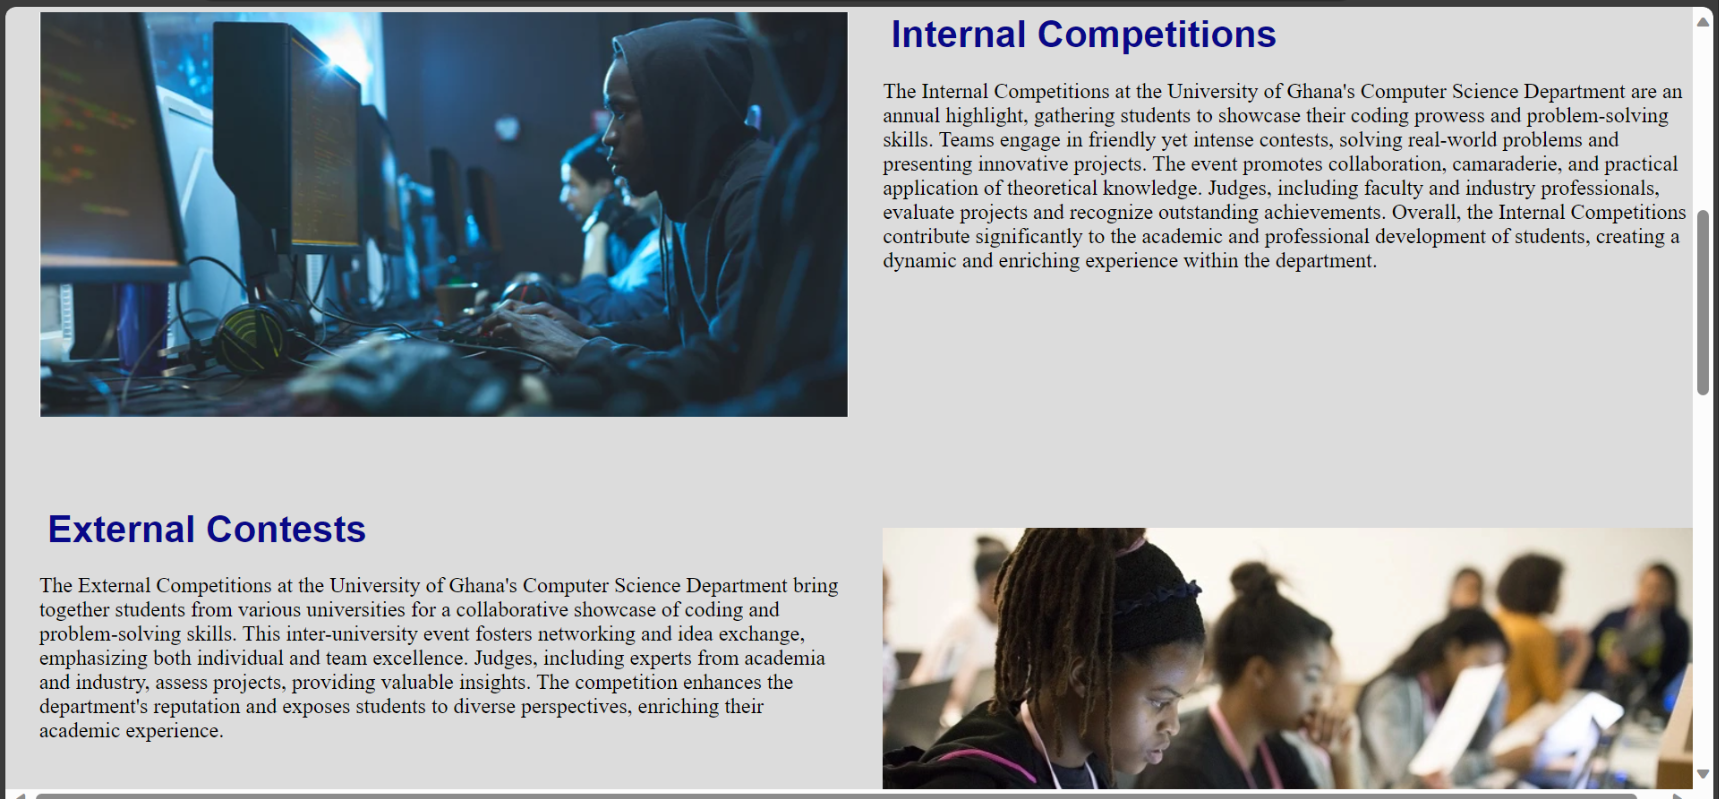 Internal Competitions
The Internal Competitions at the University of Ghana's Computer Science Department are an
annual highlight, gathering students to showcase their coding prowess and problem-solving
skills. Teams engage in friendly yet intense contests, solving real-world problems and
presenting innovative projects. The event promotes collaboration, camaraderie, and practical
application of theoretical knowledge. Judges, including faculty and industry professionals,
evaluate projects and recognize outstanding achievements. Overall, the Internal Competitions
contribute significantly to the academic and professional development of students, creating a
dynamic and enriching experience within the department.
External Contests
The External Competitions at the University of Ghana's Computer Science Department bring
together students from various universities for a collaborative showcase of coding and
problem-solving skills. This inter-university event fosters networking and idea exchange,
emphasizing both individual and team excellence. Judges, including experts from academia
and industry, assess projects, providing valuable insights. The competition enhances the
department's reputation and exposes students to diverse perspectives, enriching their
academic experience.